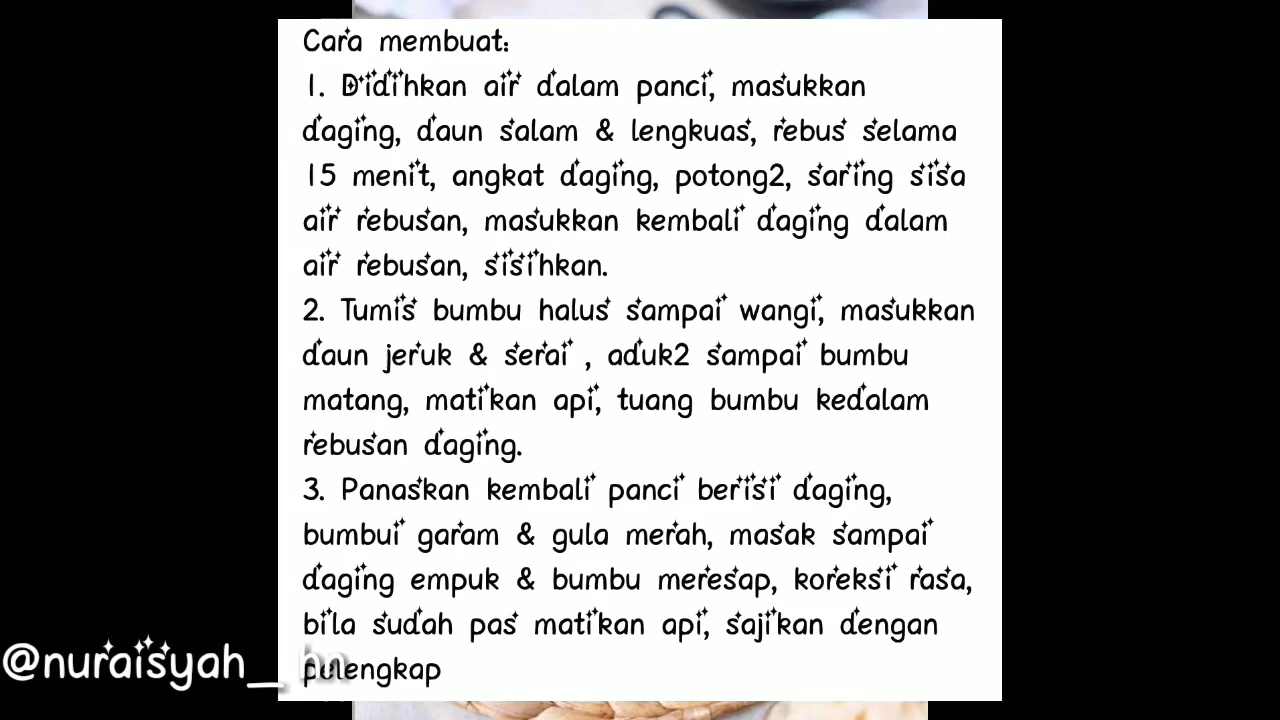 Cara membuat:
1. Didihkan air dalam panci, masukkan
daging, daun salam & lengkuas, rebus selama
15 menit, angkat daging, potong2, saring sisa
air rebusan, masukkan kembali daging dalam
air rebusan, sisihkan.
2. Tumis bumbu halus sampai wangi, masukkan
daun jeruk & serai , aduk2 sampai bumbu
matang, matikan api, tuang bumbu kedalam
rebusan daging.
3. Panaskan kembali panci berisi daging,
bumbui garam & gula merah, masak sampai
daging empuk & bumbu meresap, koreksi rasa,
bila sudah pas matikan api, sajikan dengan
pelengkap
@nuraisyah__hn